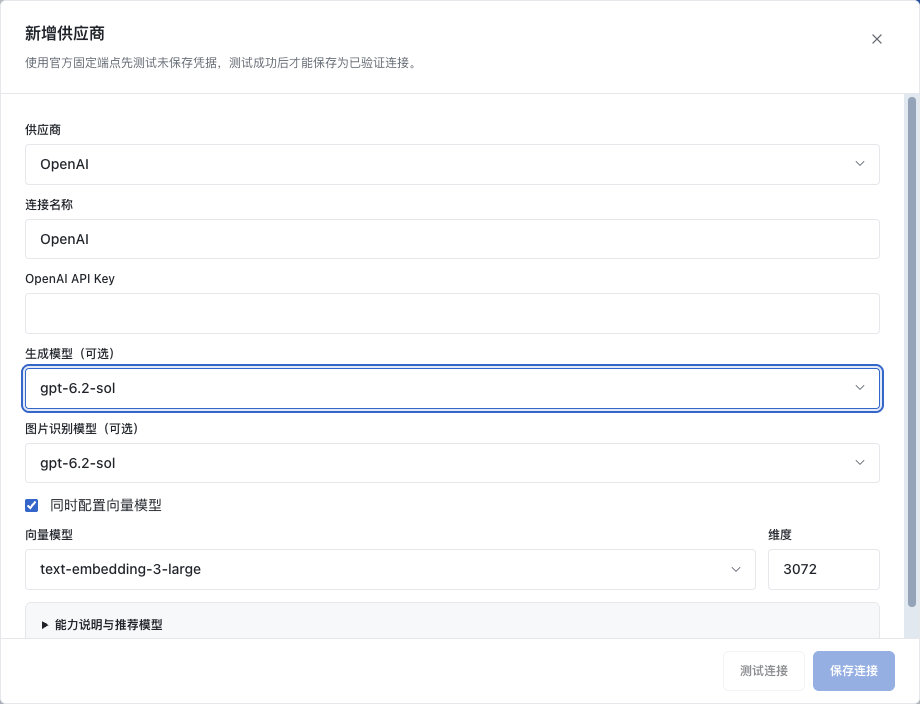 新增供应商
使用官方固定端点先测试未保存凭据，测试成功后才能保存为已验证连接。
供应商
OpenAI
连接名称
OpenAI
OpenAI API Key
生成模型（可选）
gpt-6.2-sol
图片识别模型（可选）
gpt-6.2-sol
同时配置向量模型
向量模型
维度
text-embedding-3-large
3072
能力说明与推荐模型
测试连接
保存连接